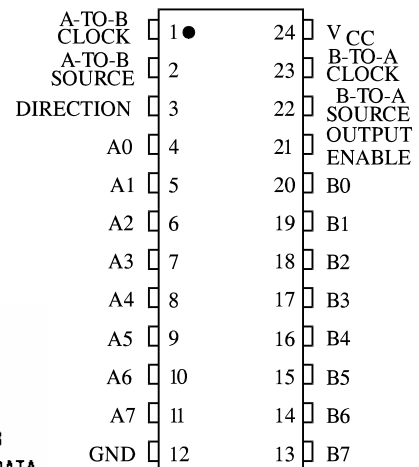 A-TO-B
CLOCK 1 24 VCC
A-TO-B
SOURCE 2 23 B-TO-A
CLOCK
DIRECTION 3 22 B-TO-A
SOURCE
A0 4 21 OUTPUT
ENABLE
A1 5 20 B0
A2 6 19 B1
A3 7 18 B2
A4 8 17 B3
A5 9 16 B4
A6 10 15 B5
A7 11 14 B6
GND 12 13 B7